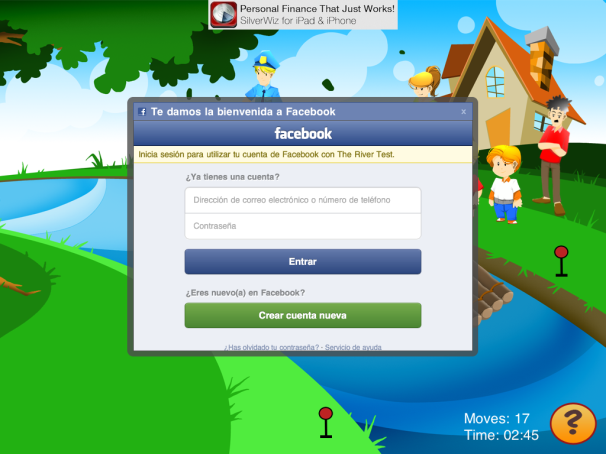 Personal Finance That Just Works!
SilverWiz for iPad & iPhone
f Te damos la bienvenida a Facebook x
facebook
Inicia sesión para utilizar tu cuenta de Facebook con The River Test.
¿Ya tienes una cuenta?
Dirección de correo electrónico o número de teléfono
Contraseña
Entrar
¿Eres nuevo(a) en Facebook?
Crear cuenta nueva
¿Has olvidado tu contraseña? - Servicio de ayuda
Moves: 17
Time: 02:45
?